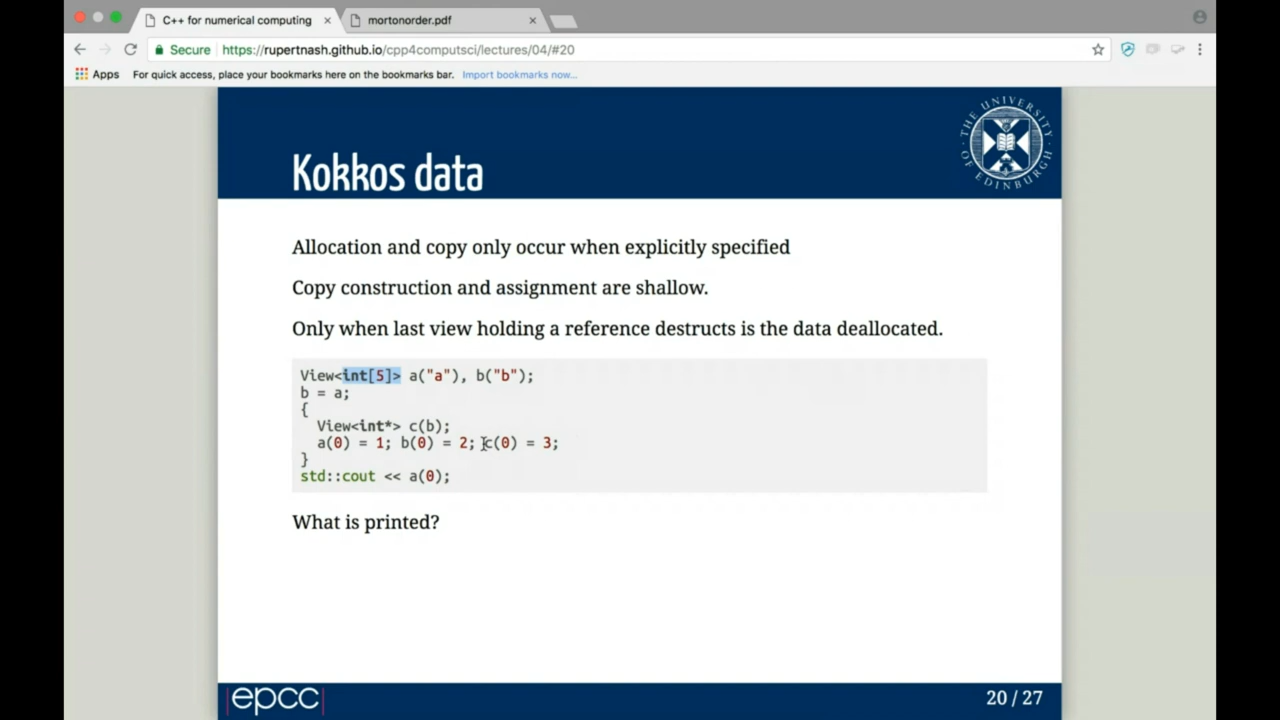 C++ for numerical computing
mortonorder.pdf
Secure https://rupertnash.github.io/cpp4computsci/lectures/04/#20
Apps For quick access, place your bookmarks here on the bookmarks bar. Import bookmarks now...
THE UNIVERSITY OF EDINBURGH
Kokkos data
Allocation and copy only occur when explicitly specified
Copy construction and assignment are shallow.
Only when last view holding a reference destructs is the data deallocated.
View<int[5]> a("a"), b("b");
b = a;
{
View<int*> c(b);
a(0) = 1; b(0) = 2; c(0) = 3;
}
std::cout << a(0);
What is printed?
epcc
20 / 27